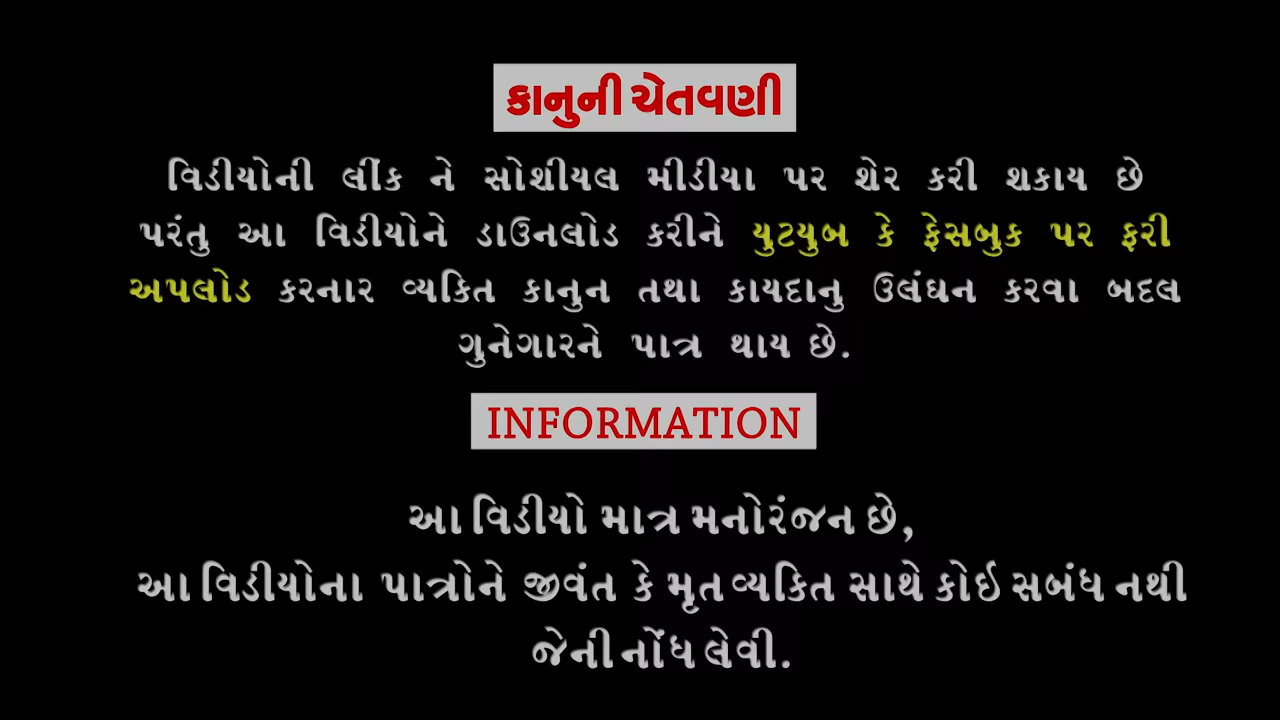 કાનુની ચેતવણી
વિડીયોની લીંક ને સોશીયલ મીડીયા પર શેર કરી શકાય છે
પરંતુ આ વિડીયોને ડાઉનલોડ કરીને યુટયુબ કે ફેસબુક પર ફરી
અપલોડ કરનાર વ્યકિત કાનુન તથા કાયદાનુ ઉલંઘન કરવા બદલ
ગુનેગારને પાત્ર થાય છે.
INFORMATION
આ વિડીયો માત્ર મનોરંજન છે,
આ વિડીયોના પાત્રોને જીવંત કે મૃત વ્યકિત સાથે કોઇ સબંધ નથી
જેની નોંધ લેવી.